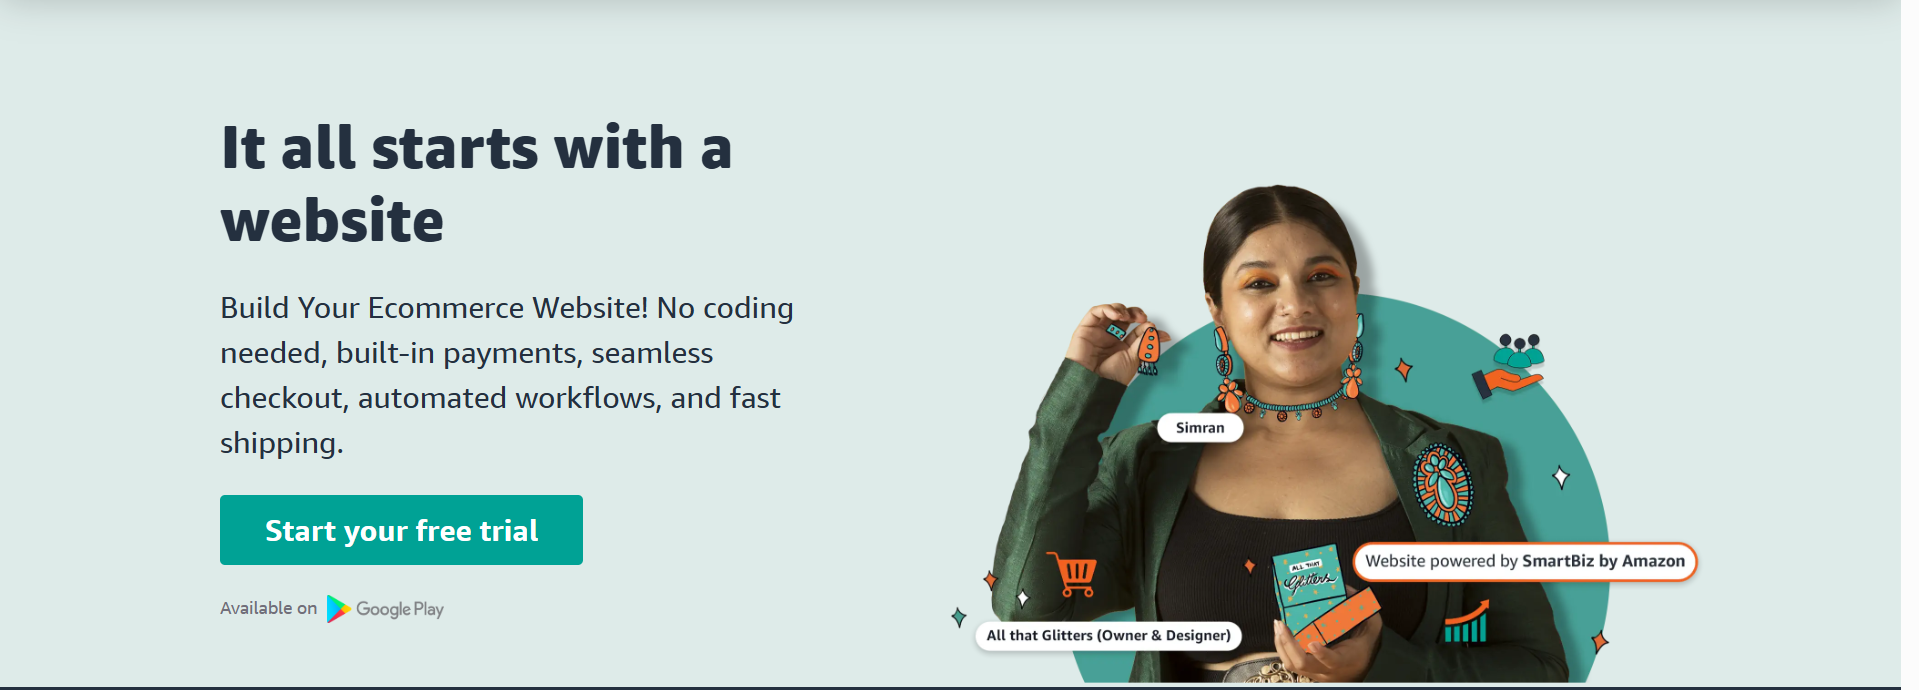 It all starts with a
website
Build Your Ecommerce Website! No coding
needed, built-in payments, seamless
checkout, automated workflows, and fast
shipping.
Start your free trial
Available on Google Play
Simran
Website powered by SmartBiz by Amazon
ALL THAT
Glitters
All that Glitters (Owner & Designer)